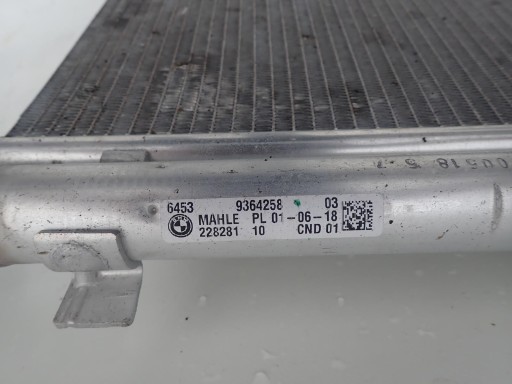 6453 9364258 03
MAHLE PL 01-06-18
228281 10 CND 01